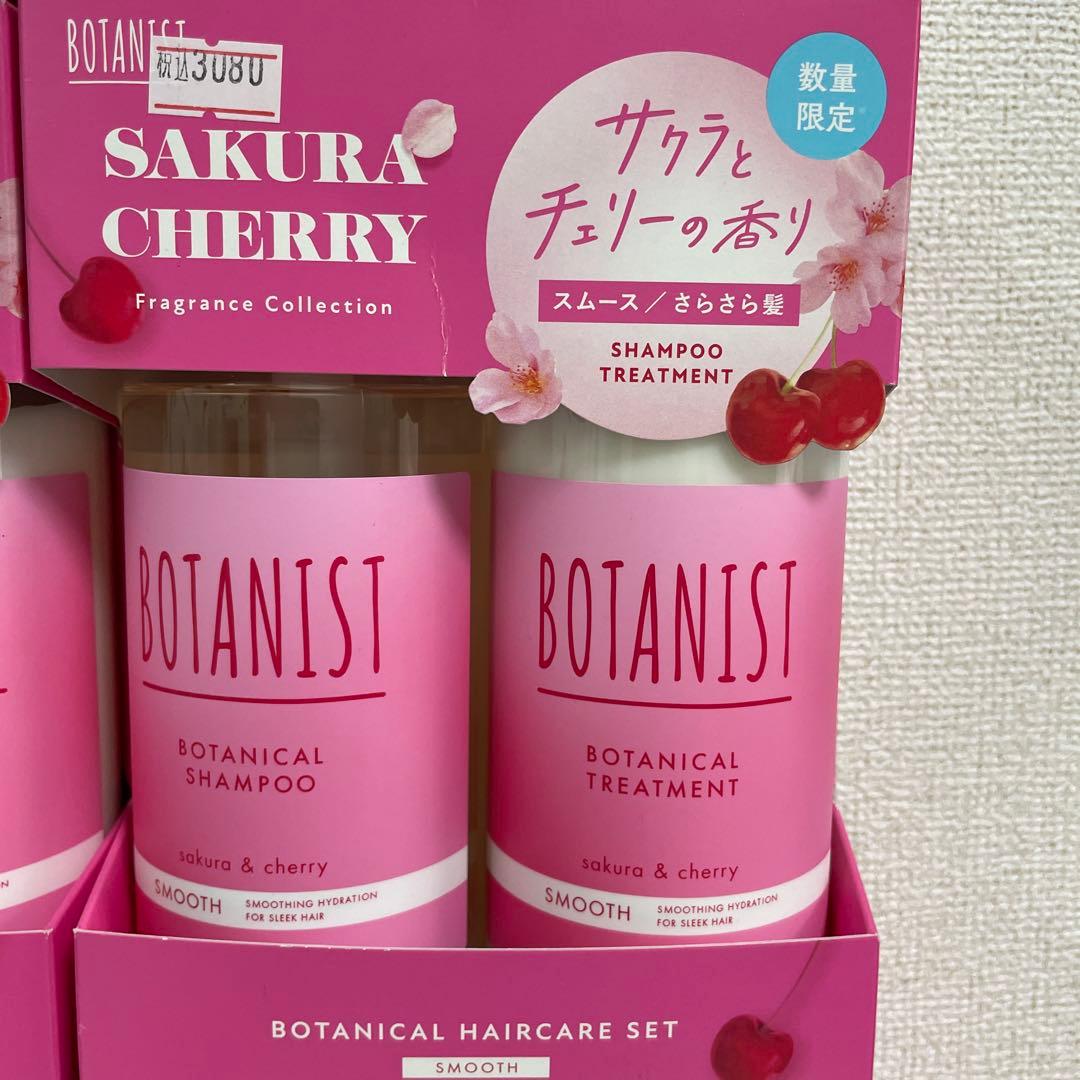 BOTANIST
税込3080
SAKURA
CHERRY
Fragrance Collection
数量
限定
サクラと
チェリーの香り
スムース／さらさら髪
SHAMPOO
TREATMENT
BOTANIST
BOTANICAL
SHAMPOO
sakura & cherry
SMOOTH
SMOOTHING HYDRATION
FOR SLEEK HAIR
BOTANIST
BOTANICAL
TREATMENT
sakura & cherry
SMOOTH
SMOOTHING HYDRATION
FOR SLEEK HAIR
BOTANICAL HAIRCARE SET
SMOOTH